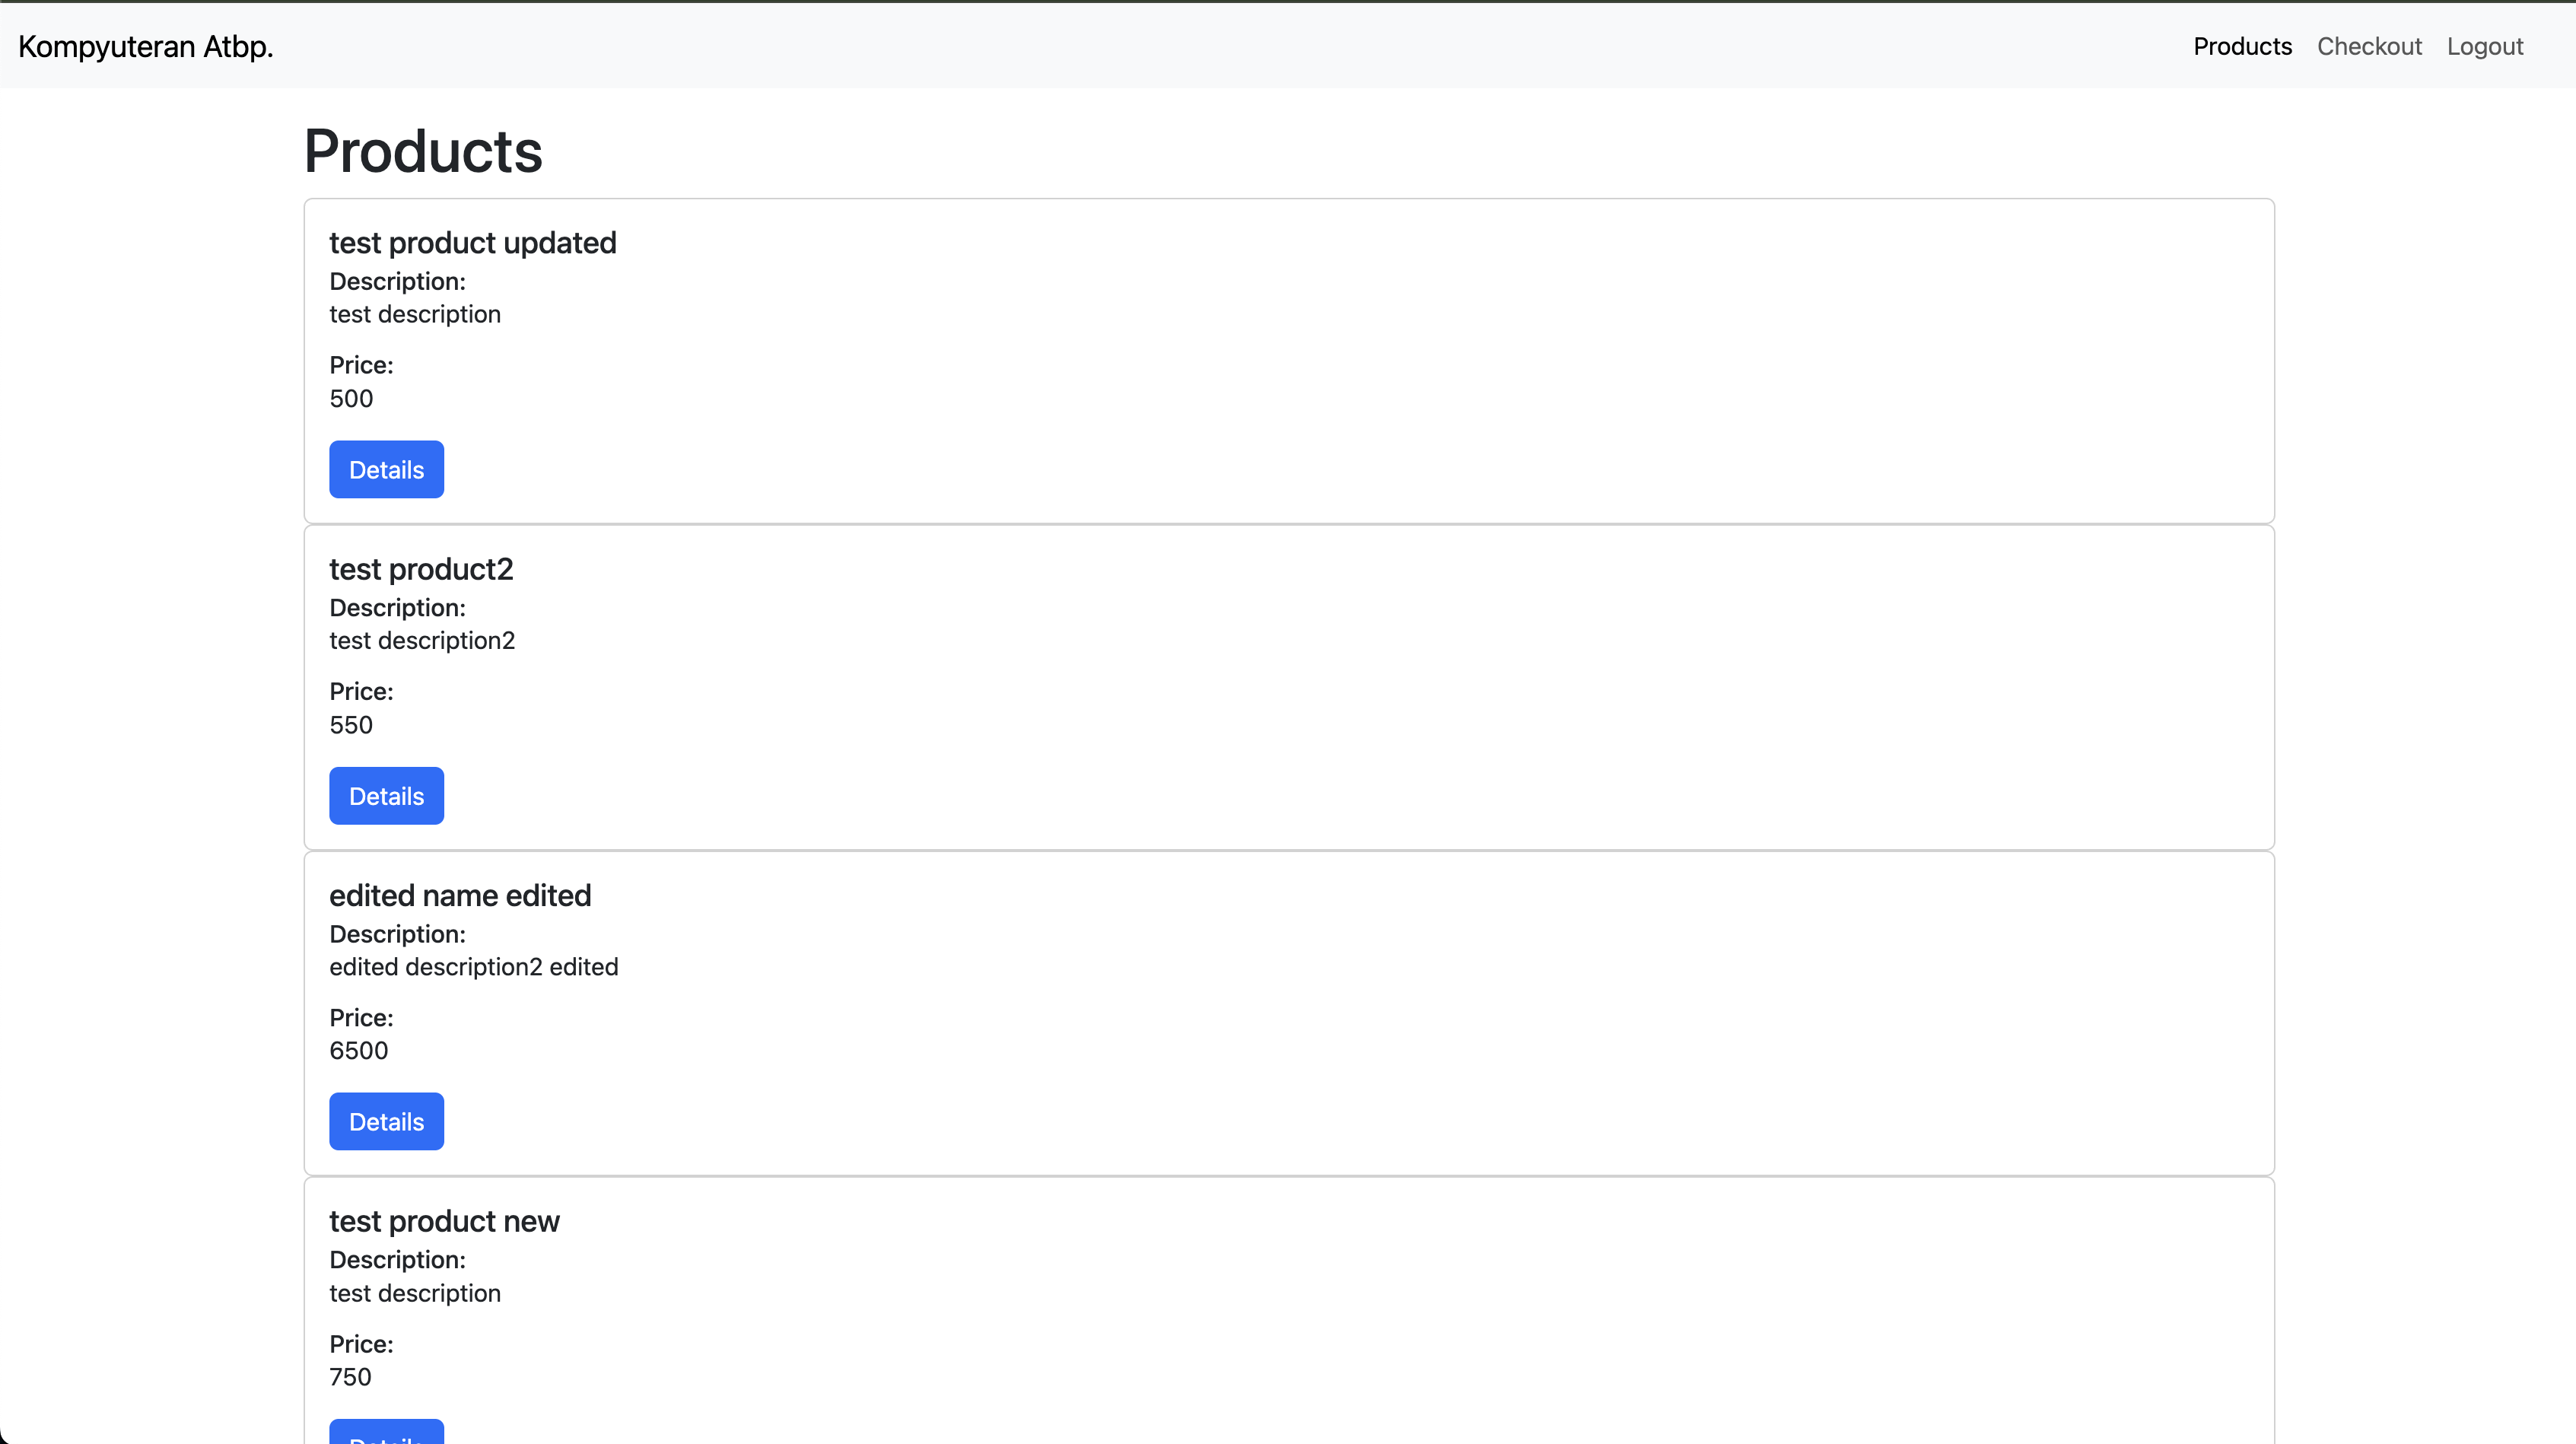 Kompyuteran Atbp.
Products Checkout Logout
Products
test product updated
Description:
test description
Price:
500
Details
test product2
Description:
test description2
Price:
550
Details
edited name edited
Description:
edited description2 edited
Price:
6500
Details
test product new
Description:
test description
Price:
750